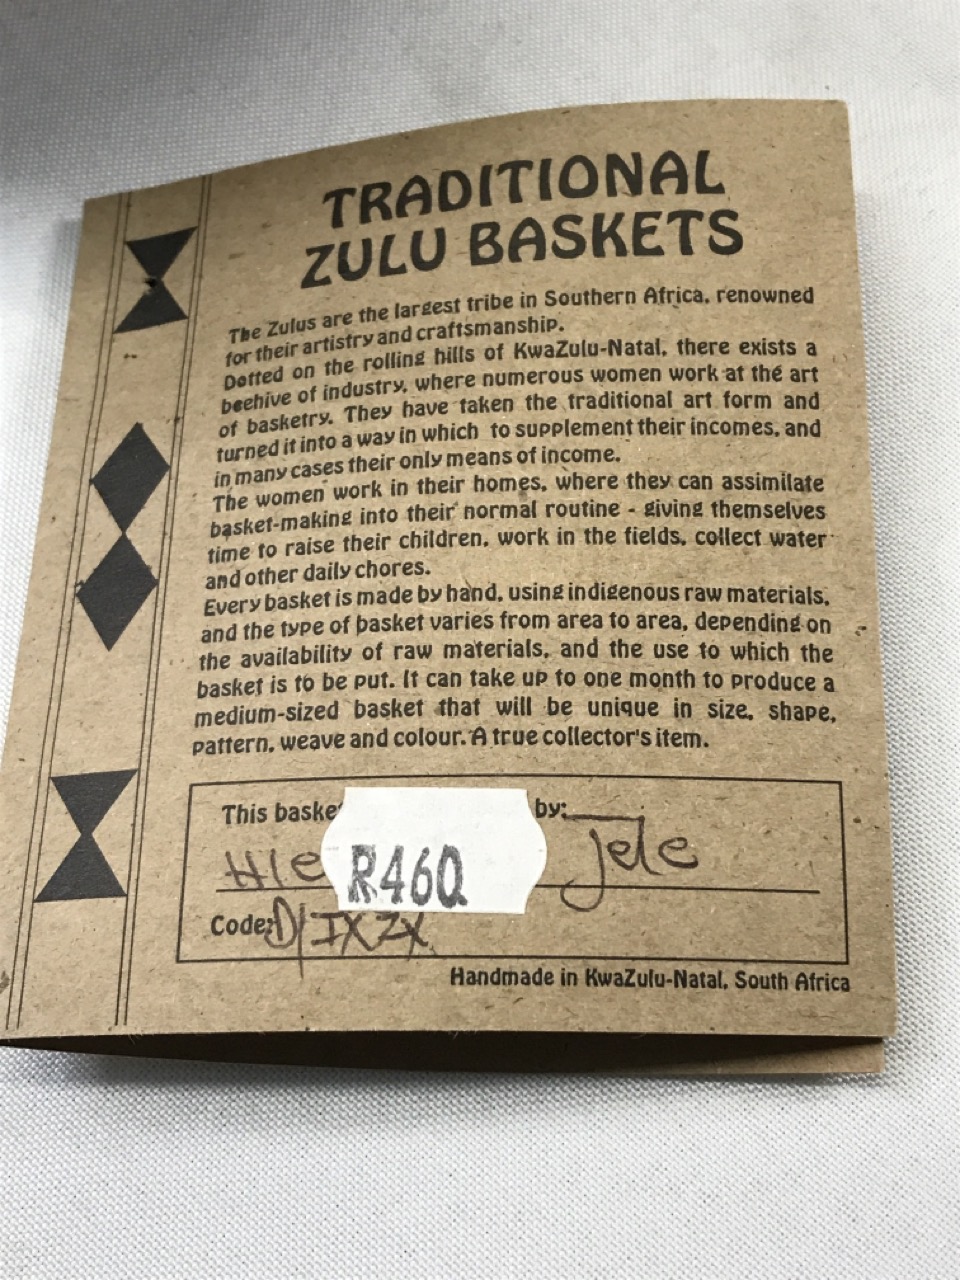 TRADITIONAL
ZULU BASKETS
The Zulus are the largest tribe in Southern Africa, renowned
for their artistry and craftsmanship.
Dotted on the rolling hills of KwaZulu-Natal, there exists a
beehive of industry, where numerous women work at the art
of basketry. They have taken the traditional art form and
turned it into a way in which to supplement their incomes, and
in many cases their only means of income.
The women work in their homes, where they can assimilate
basket-making into their normal routine - giving themselves
time to raise their children, work in the fields, collect water
and other daily chores.
Every basket is made by hand, using indigenous raw materials,
and the type of basket varies from area to area, depending on
the availability of raw materials, and the use to which the
basket is to be put. It can take up to one month to produce a
medium-sized basket that will be unique in size, shape,
pattern, weave and colour. A true collector's item.
This baske by:
Hle R460 Jele
Code: D/IXZX
Handmade in KwaZulu-Natal, South Africa